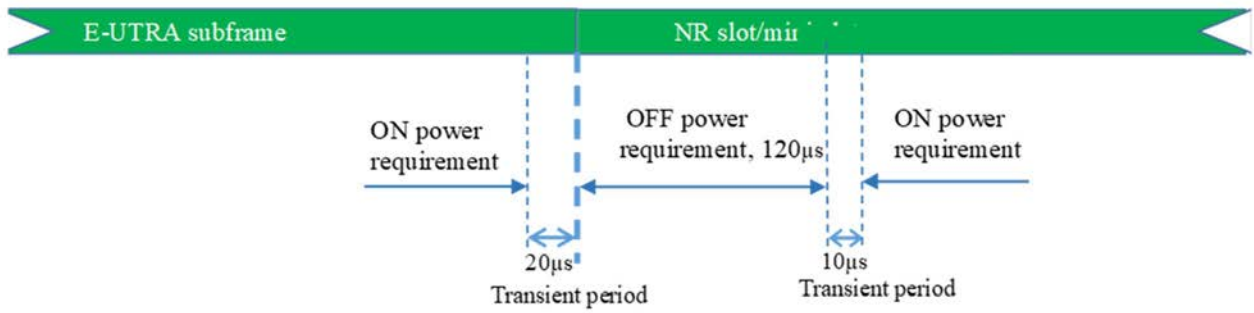 E-UTRA subframe
NR slot/
ON power
requirement
OFF power
requirement, 120μs
ON power
requirement
20μs
Transient period
10μs
Transient period